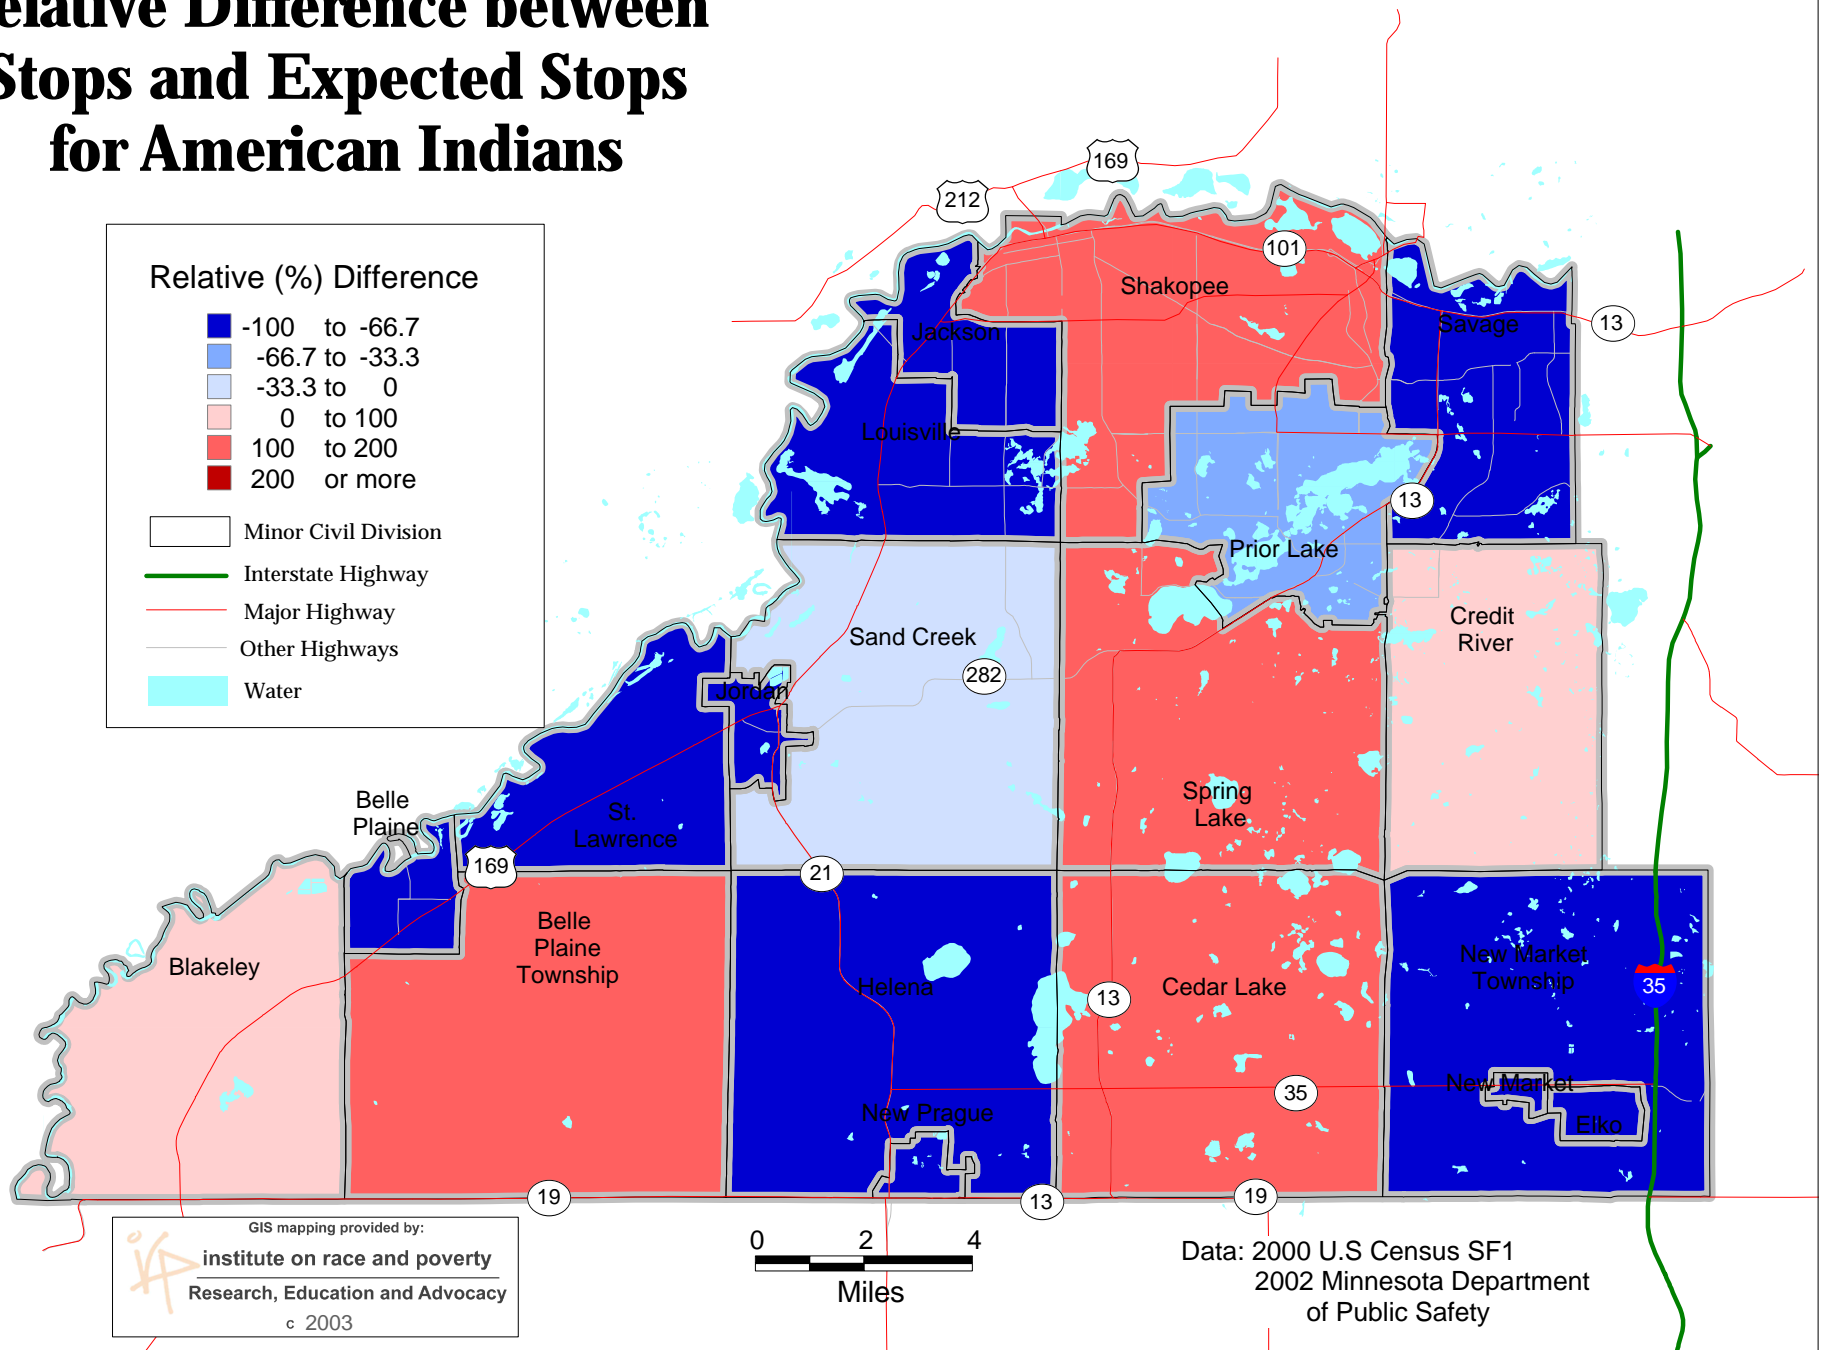 elative Difference between
Stops and Expected Stops
for American Indians
Relative (%) Difference
-100 to -66.7
-66.7 to -33.3
-33.3 to 0
0 to 100
100 to 200
200 or more
Minor Civil Division
Interstate Highway
Major Highway
Other Highways
Water
169
212
101
Shakopee
Jackson
Savage
13
Louisville
13
Prior Lake
Sand Creek
Credit
River
282
Jordan
Spring
Lake
Belle
Plaine
St.
Lawrence
169
21
Belle
Plaine
Township
Blakeley
Helena
13
Cedar Lake
New Market
Township
35
New Market
35
New Prague
Elko
19
13
19
GIS mapping provided by:
institute on race and poverty
Research, Education and Advocacy
c 2003
0 2 4
Miles
Data: 2000 U.S Census SF1
2002 Minnesota Department
of Public Safety